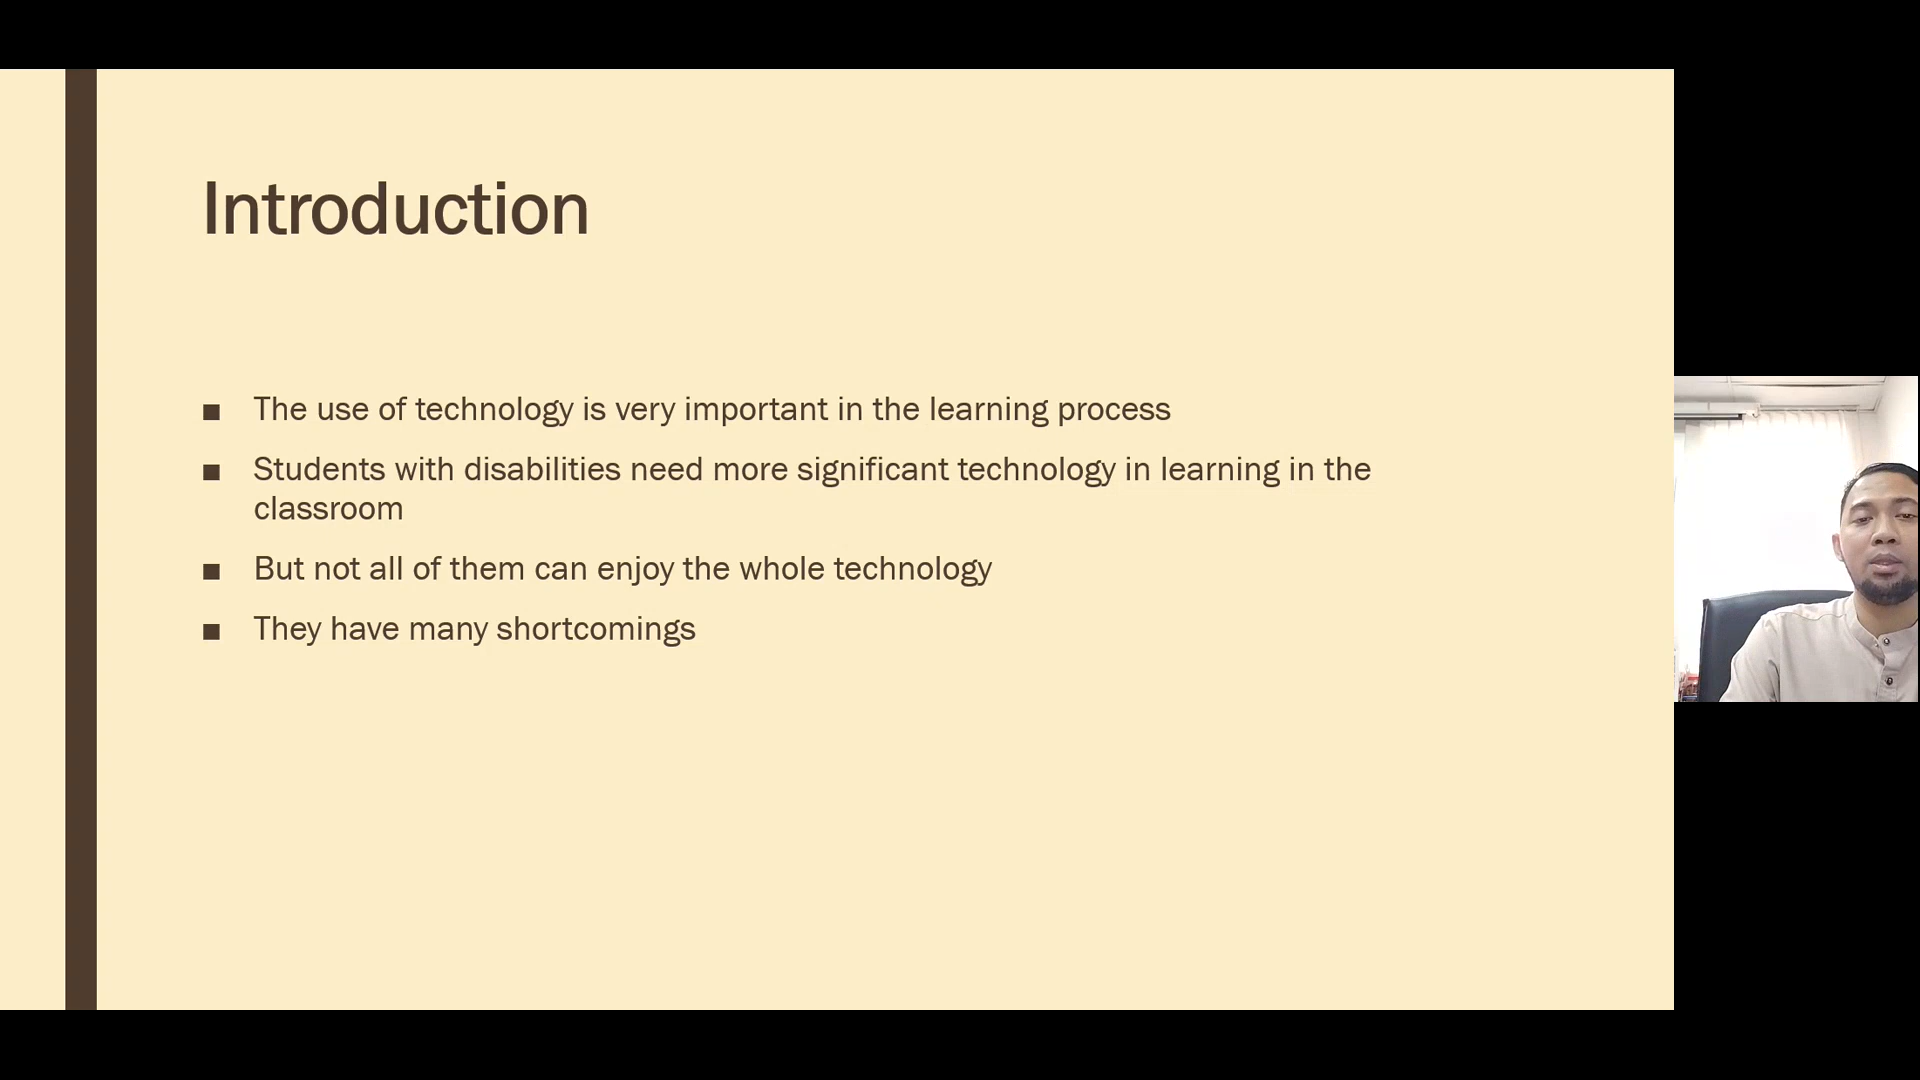 Introduction
■ The use of technology is very important in the learning process
■ Students with disabilities need more significant technology in learning in the
classroom
■ But not all of them can enjoy the whole technology
■ They have many shortcomings